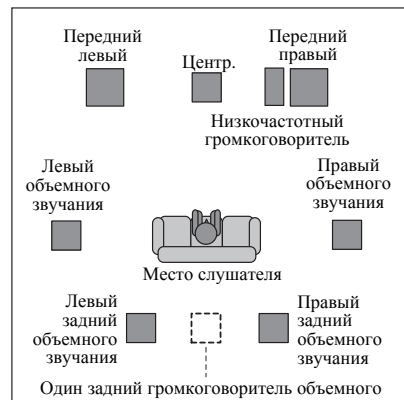 Передний
левый
Центр.
Передний
правый
Низкочастотный
громкоговоритель
Левый
объемного
звучания
Правый
объемного
звучания
Место слушателя
Левый
задний
объемного
звучания
Правый
задний
объемного
звучания
Один задний громкоговоритель объемного